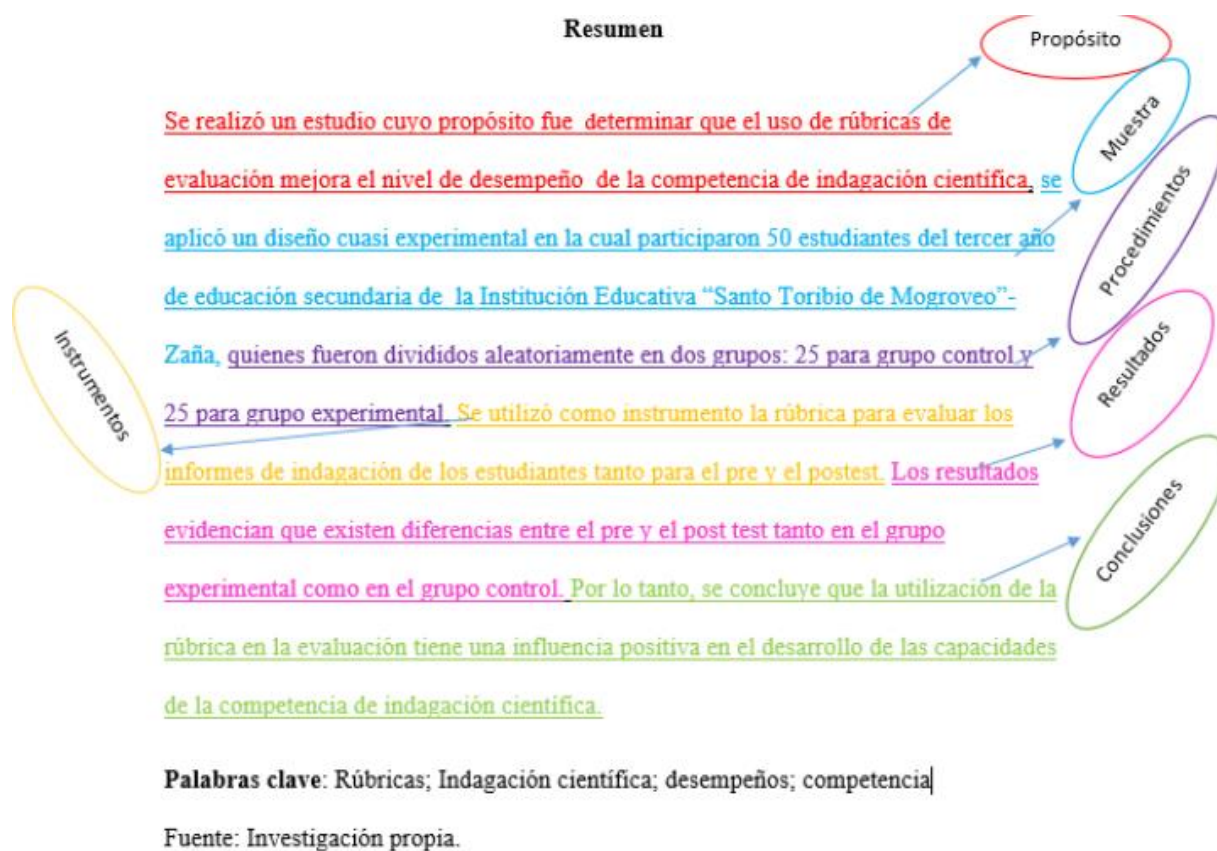 Resumen
Propósito
Muestra
Procedimientos
Resultados
Conclusiones
Instrumentos
Se realizó un estudio cuyo propósito fue determinar que el uso de rúbricas de
evaluación mejora el nivel de desempeño de la competencia de indagación científica, se
aplicó un diseño cuasi experimental en la cual participaron 50 estudiantes del tercer año
de educación secundaria de la Institución Educativa “Santo Toribio de Mogroveo”-
Zaña, quienes fueron divididos aleatoriamente en dos grupos: 25 para grupo control y
25 para grupo experimental. Se utilizó como instrumento la rúbrica para evaluar los
informes de indagación de los estudiantes tanto para el pre y el postest. Los resultados
evidencian que existen diferencias entre el pre y el post test tanto en el grupo
experimental como en el grupo control. Por lo tanto, se concluye que la utilización de la
rúbrica en la evaluación tiene una influencia positiva en el desarrollo de las capacidades
de la competencia de indagación científica.
Palabras clave: Rúbricas; Indagación científica; desempeños; competencia
Fuente: Investigación propia.